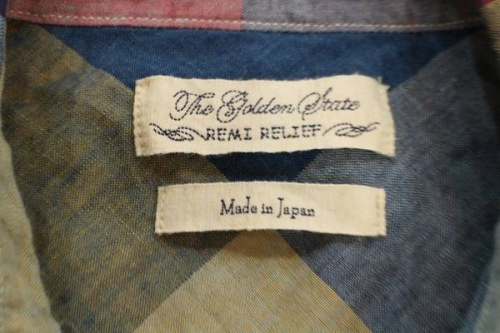 The Golden State
REMI RELIEF
Made in Japan